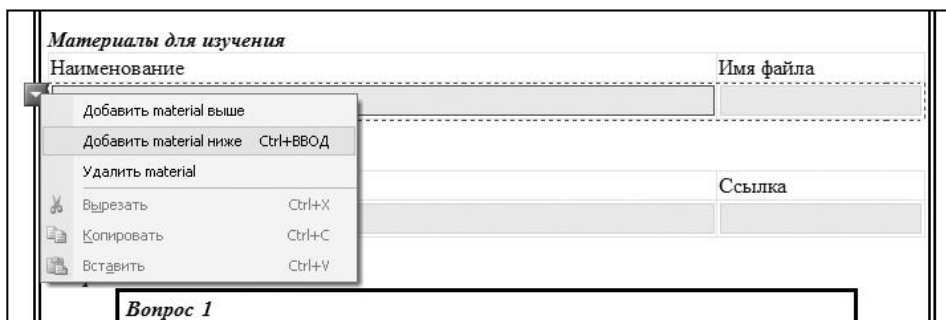 Материалы для изучения
Наименование Имя файла
Добавить material выше
Добавить material ниже Ctrl+ВВОД
Удалить material
Ссылка
Вырезать Ctrl+X
Копировать Ctrl+C
Вставить Ctrl+V
Вопрос 1